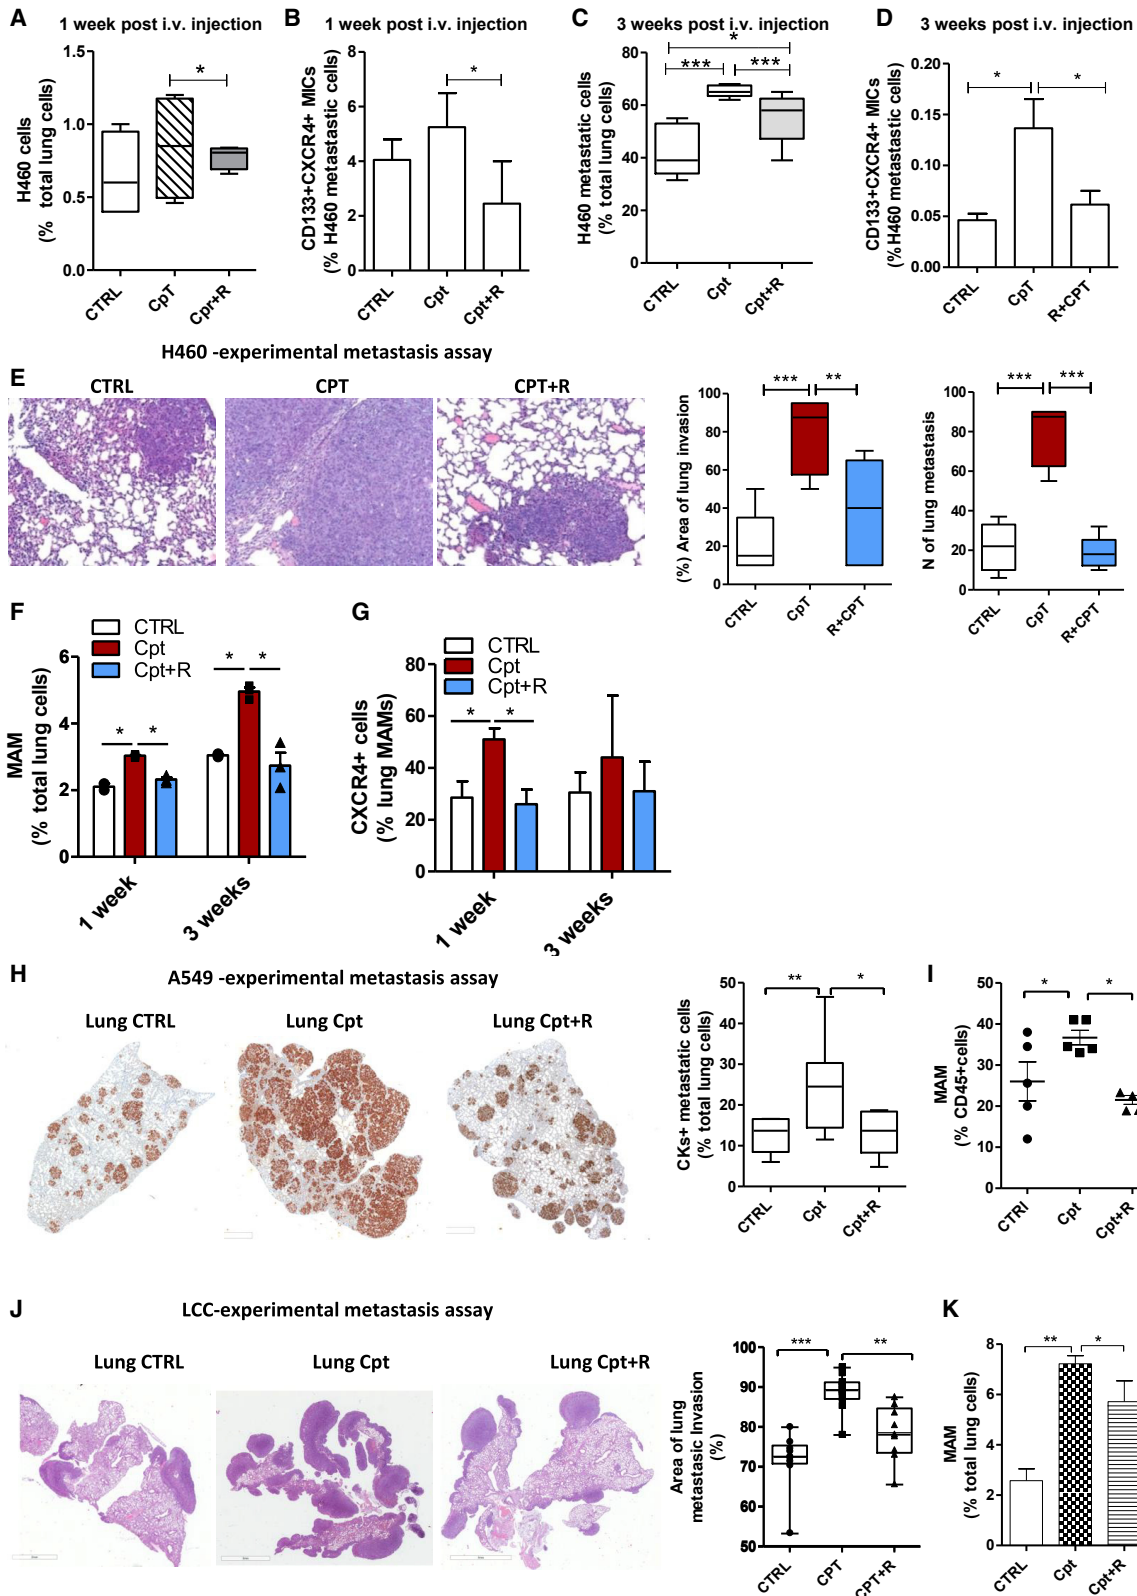 A 1 week post i.v. injection
H460 cells
(% total lung cells)
1.5
1.0
0.5
0.0
*
CTRL
CpT
Cpr+R
B 1 week post i.v. injection
CD133+CXCR4+ MICs
(% H460 metastatic cells)
8
6
4
2
0
*
CTRL
Cpt
Cpt+R
C 3 weeks post i.v. injection
H460 metastatic cells
(% total lung cells)
80
60
40
20
0
*
***
***
CTRL
Cpt
Cpt+R
D 3 weeks post i.v. injection
CD133+CXCR4+ MICs
(% H460 metastatic cells)
0.20
0.15
0.10
0.05
0.00
*
*
CTRL
CpT
R+CPT
H460 -experimental metastasis assay
E
CTRL
CPT
CPT+R
(%) Area of lung invasion
100
80
60
40
20
0
***
**
CTRL
CpT
R+CPT
N of lung metastasis
100
80
60
40
20
0
***
***
CTRL
CpT
R+CPT
F
CTRL
Cpt
Cpt+R
MAM
(% total lung cells)
6
4
2
0
*
*
*
*
1 week
3 weeks
G
CTRL
Cpt
Cpt+R
CXCR4+ cells
(% lung MAMs)
80
60
40
20
0
*
*
1 week
3 weeks
H
A549 -experimental metastasis assay
Lung CTRL
Lung Cpt
Lung Cpt+R
CKs+ metastatic cells
(% total lung cells)
50
40
30
20
10
0
**
*
CTRL
Cpt
Cpt+R
I
MAM
(% CD45+cells)
50
40
30
20
10
0
*
*
CTRl
Cpt
Cpt+R
J
LCC-experimental metastasis assay
Lung CTRL
Lung Cpt
Lung Cpt+R
Area of lung
metastasic Invasion
(%)
100
90
80
70
60
50
***
**
CTRL
CPT
CPT+R
K
MAM
(% total lung cells)
8
6
4
2
0
**
*
CTRL
Cpt
Cpt+R